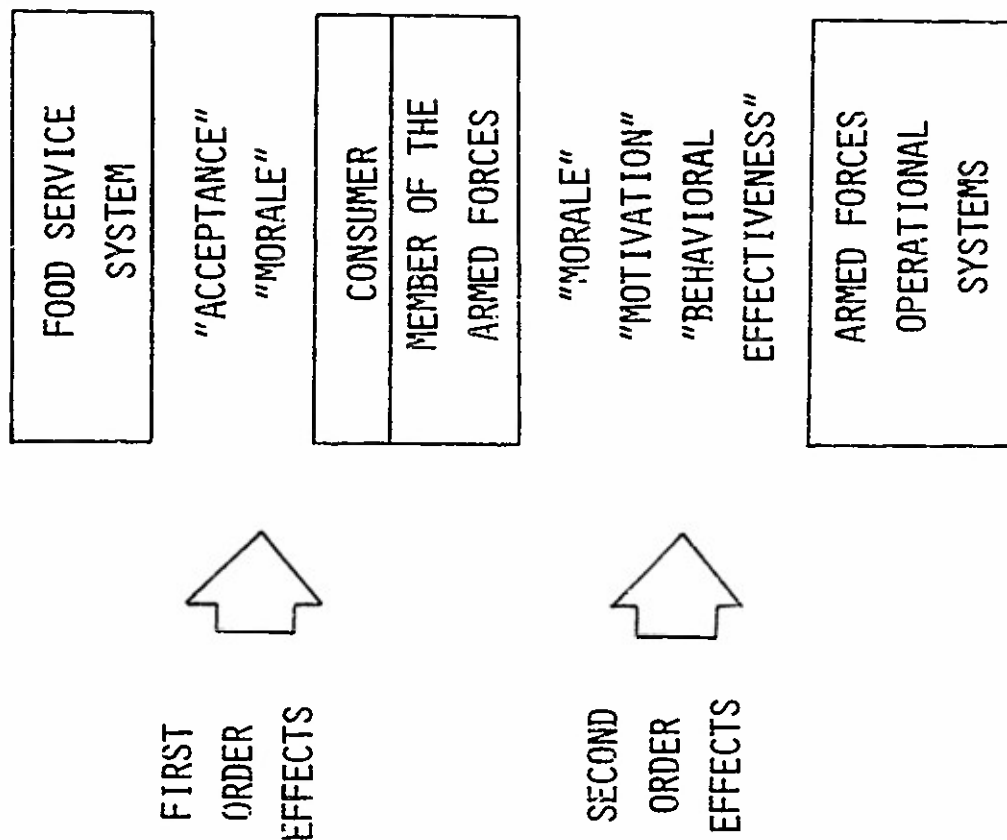 FIRST
ORDER
EFFECTS
FOOD SERVICE
SYSTEM
"ACCEPTANCE"
"MORALE"
CONSUMER
MEMBER OF THE
ARMED FORCES
SECOND
ORDER
EFFECTS
"MORALE"
"MOTIVATION"
"BEHAVIORAL
EFFECTIVENESS"
ARMED FORCES
OPERATIONAL
SYSTEMS